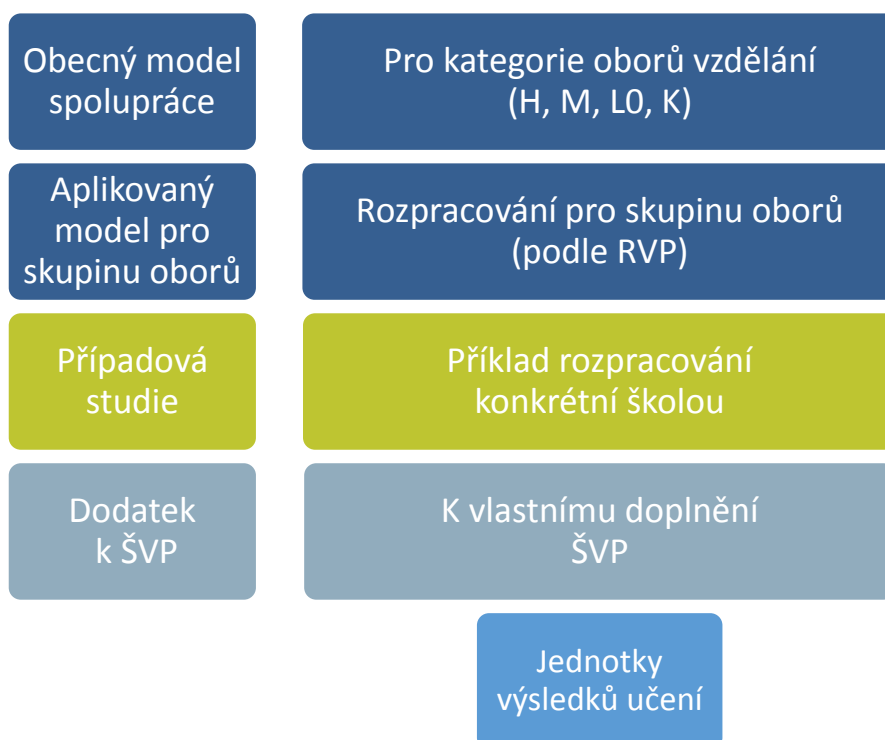 Obecný model
spolupráce
Pro kategorie oborů vzdělání
(H, M, L0, K)
Aplikovaný
model pro
skupinu oborů
Rozpracování pro skupinu oborů
(podle RVP)
Případová
studie
Příklad rozpracování
konkrétní školou
Dodatek
k ŠVP
K vlastnímu doplnění
ŠVP
Jednotky
výsledků učení